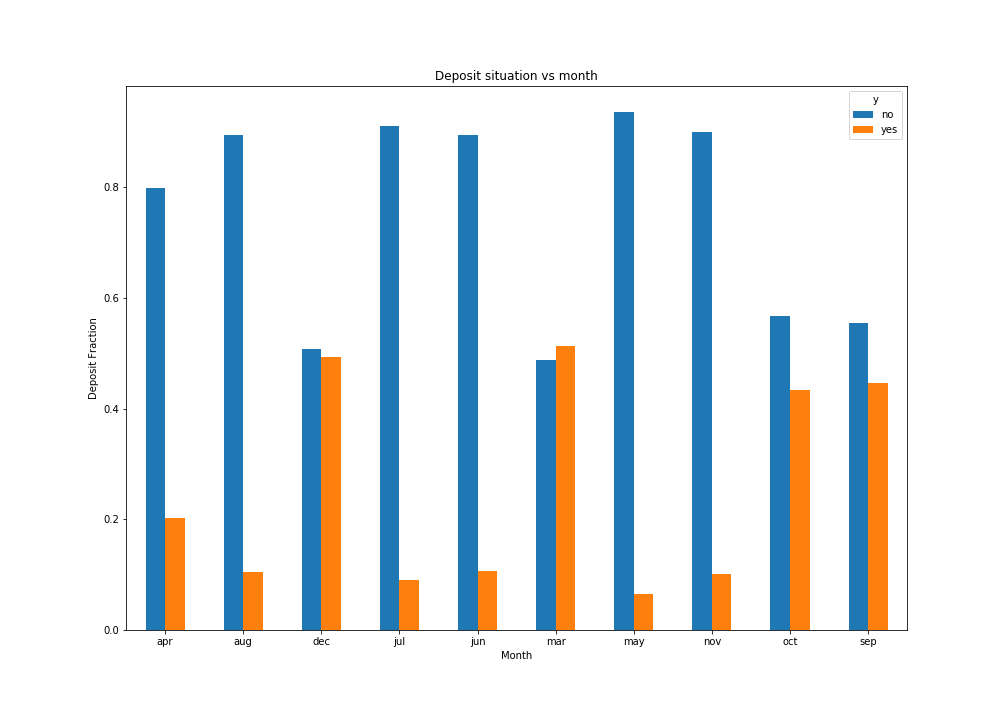 Deposit situation vs month
y
no
yes
Deposit Fraction
0.8
0.6
0.4
0.2
0.0
apr aug dec jul jun mar may nov oct sep
Month